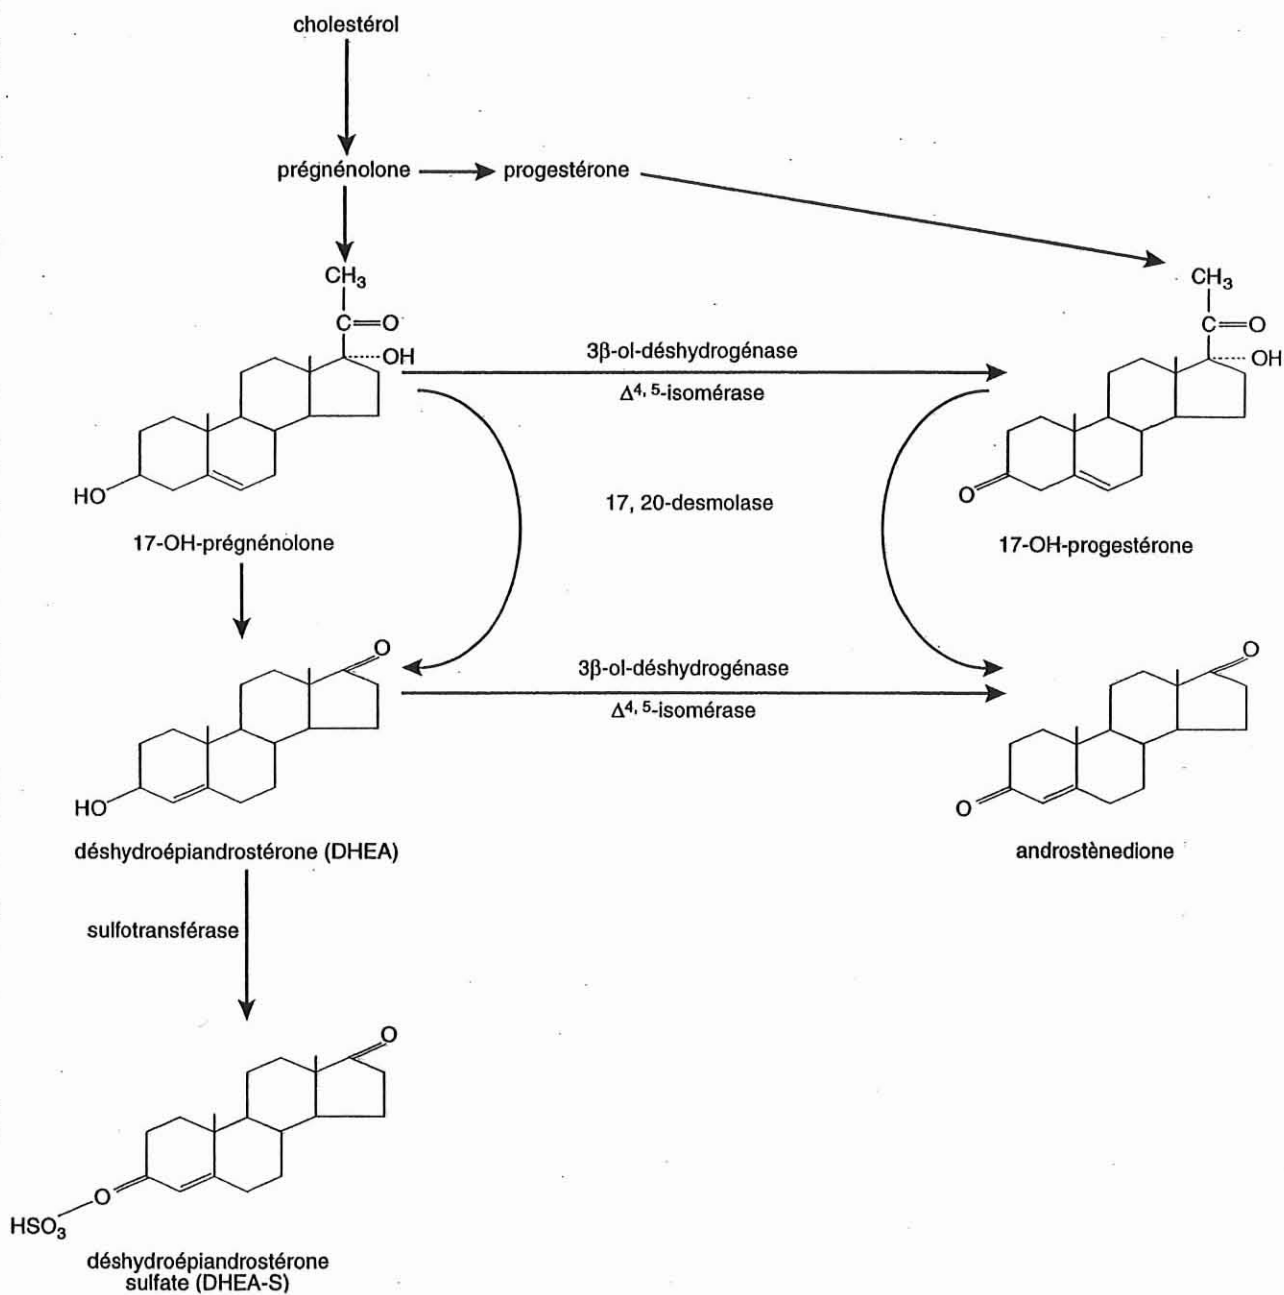 cholestérol
prégnénolone
progestérone
CH₃
C=O
OH
HO
17-OH-prégnénolone
3β-ol-déshydrogénase
Δ⁴,⁵-isomérase
17, 20-desmolase
CH₃
C=O
OH
O
17-OH-progestérone
O
HO
déshydroépiandrostérone (DHEA)
3β-ol-déshydrogénase
Δ⁴,⁵-isomérase
O
O
androstènedione
sulfotransférase
O
O
HSO₃
déshydroépiandrostérone
sulfate (DHEA-S)